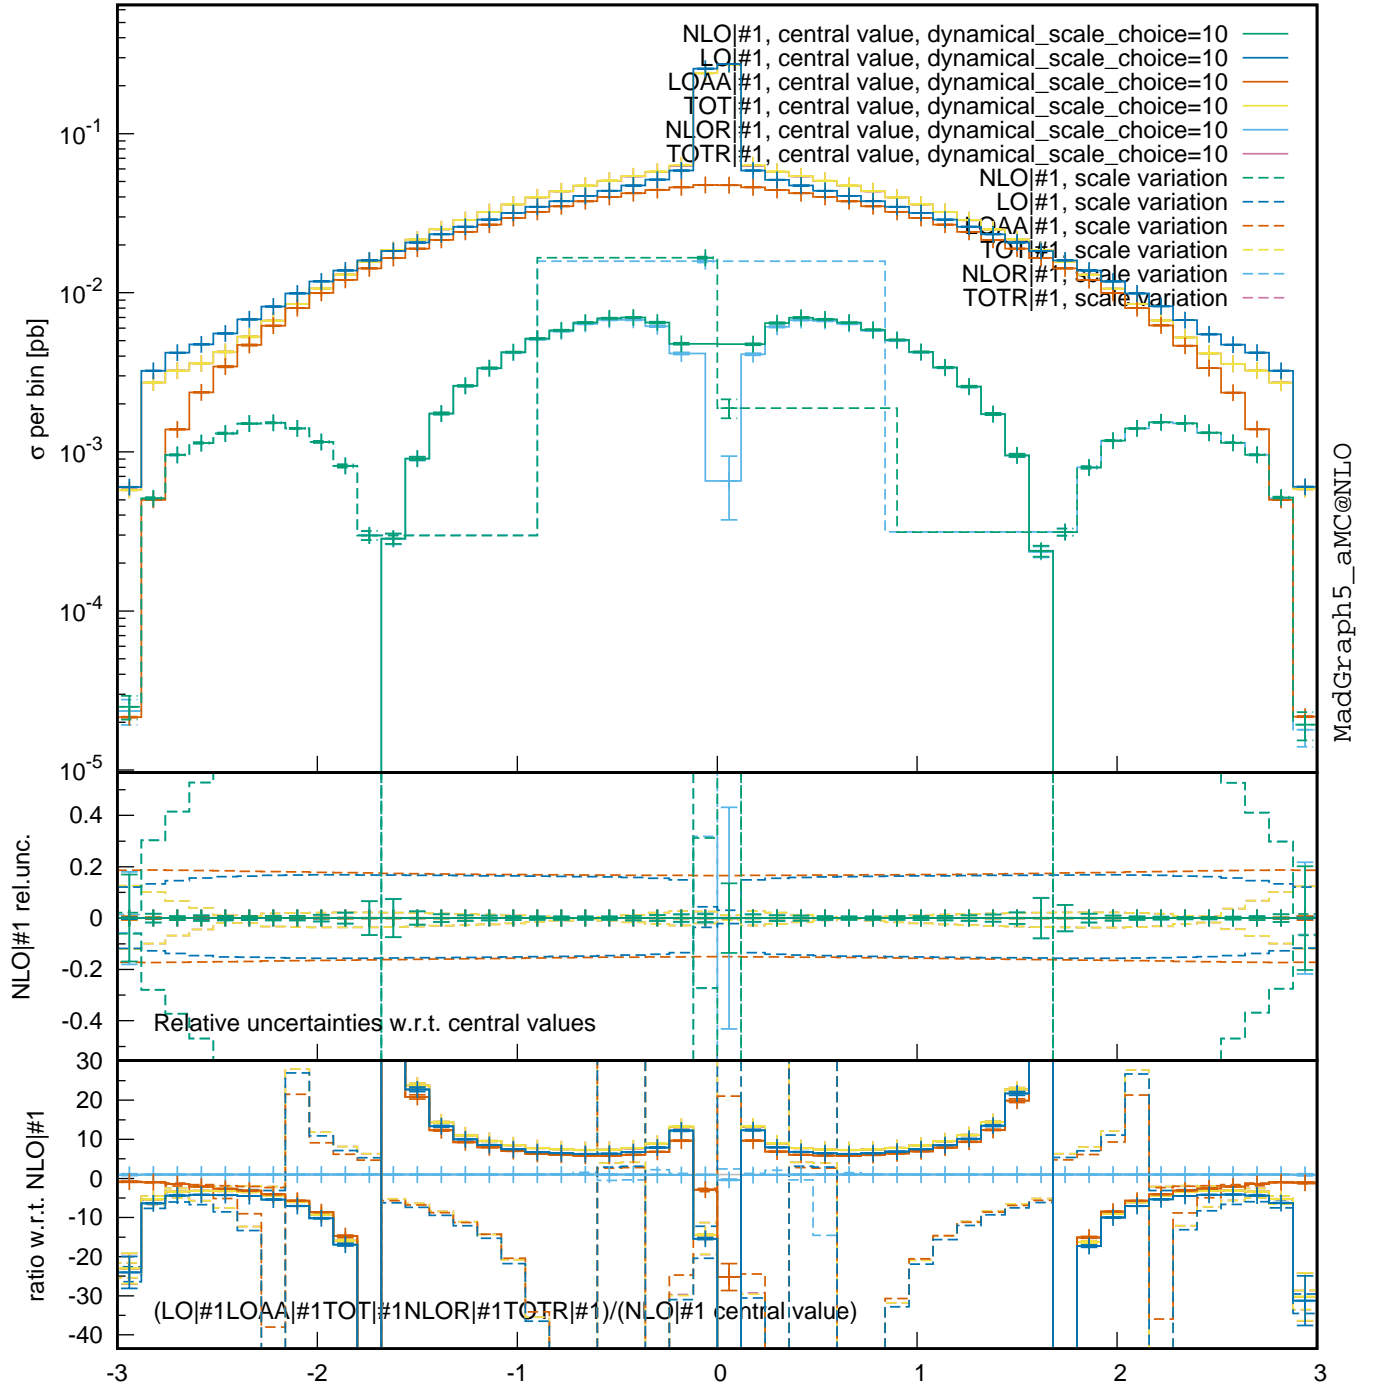 NLO|#1, central value, dynamical_scale_choice=10
LO|#1, central value, dynamical_scale_choice=10
LOAA|#1, central value, dynamical_scale_choice=10
TOT|#1, central value, dynamical_scale_choice=10
NLOR|#1, central value, dynamical_scale_choice=10
TOTR|#1, central value, dynamical_scale_choice=10
NLO|#1, scale variation
LO|#1, scale variation
LOAA|#1, scale variation
TOT|#1, scale variation
NLOR|#1, scale variation
TOTR|#1, scale variation
σ per bin [pb]
10^-1
10^-2
10^-3
10^-4
10^-5
MadGraph5_aMC@NLO
NLO|#1 rel.unc.
0.4
0.2
0
-0.2
-0.4
Relative uncertainties w.r.t. central values
ratio w.r.t. NLO|#1
30
20
10
0
-10
-20
-30
-40
(LO|#1LOAA|#1TOT|#1NLOR|#1TOTR|#1)/(NLO|#1 central value)
-3 -2 -1 0 1 2 3